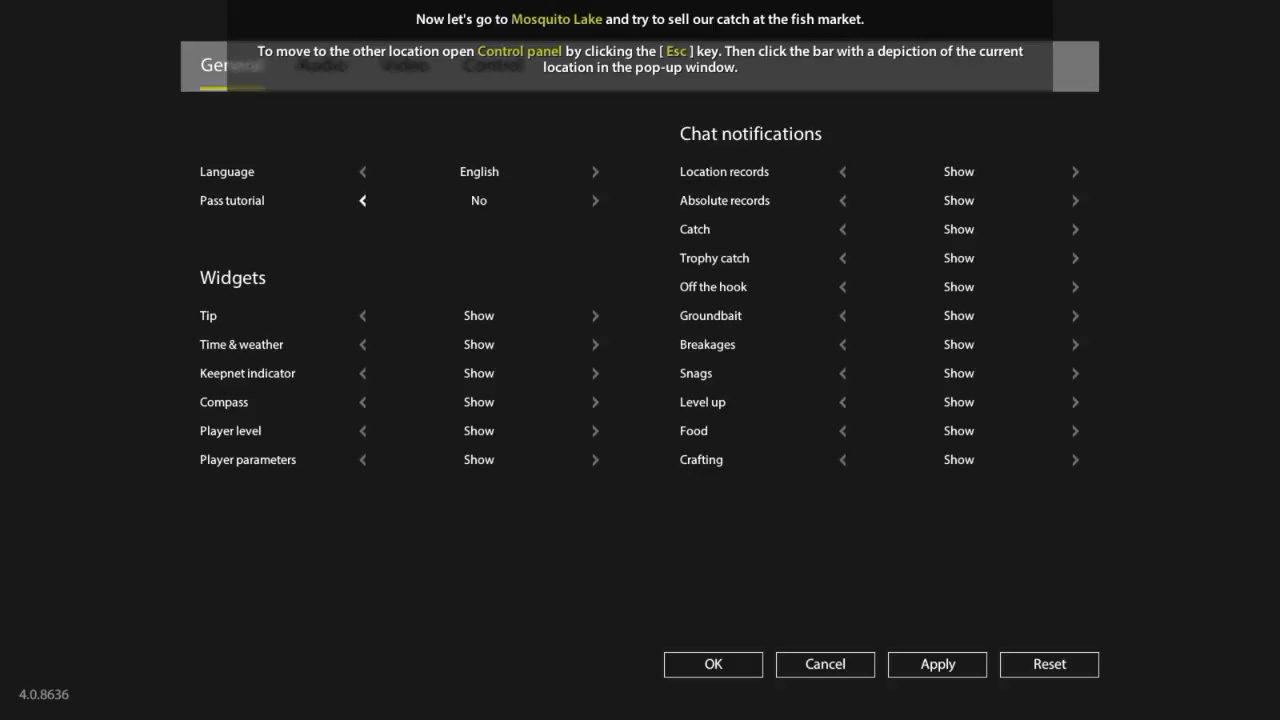 Now let's go to Mosquito Lake and try to sell our catch at the fish market.
To move to the other location open Control panel by clicking the [ Esc ] key. Then click the bar with a depiction of the current
location in the pop-up window.
General Audio Video Control
Chat notifications
Language English
Location records Show
Pass tutorial No
Absolute records Show
Catch Show
Trophy catch Show
Widgets
Off the hook Show
Tip Show
Groundbait Show
Time & weather Show
Breakages Show
Keepnet indicator Show
Snags Show
Compass Show
Level up Show
Player level Show
Food Show
Player parameters Show
Crafting Show
OK Cancel Apply Reset
4.0.8636